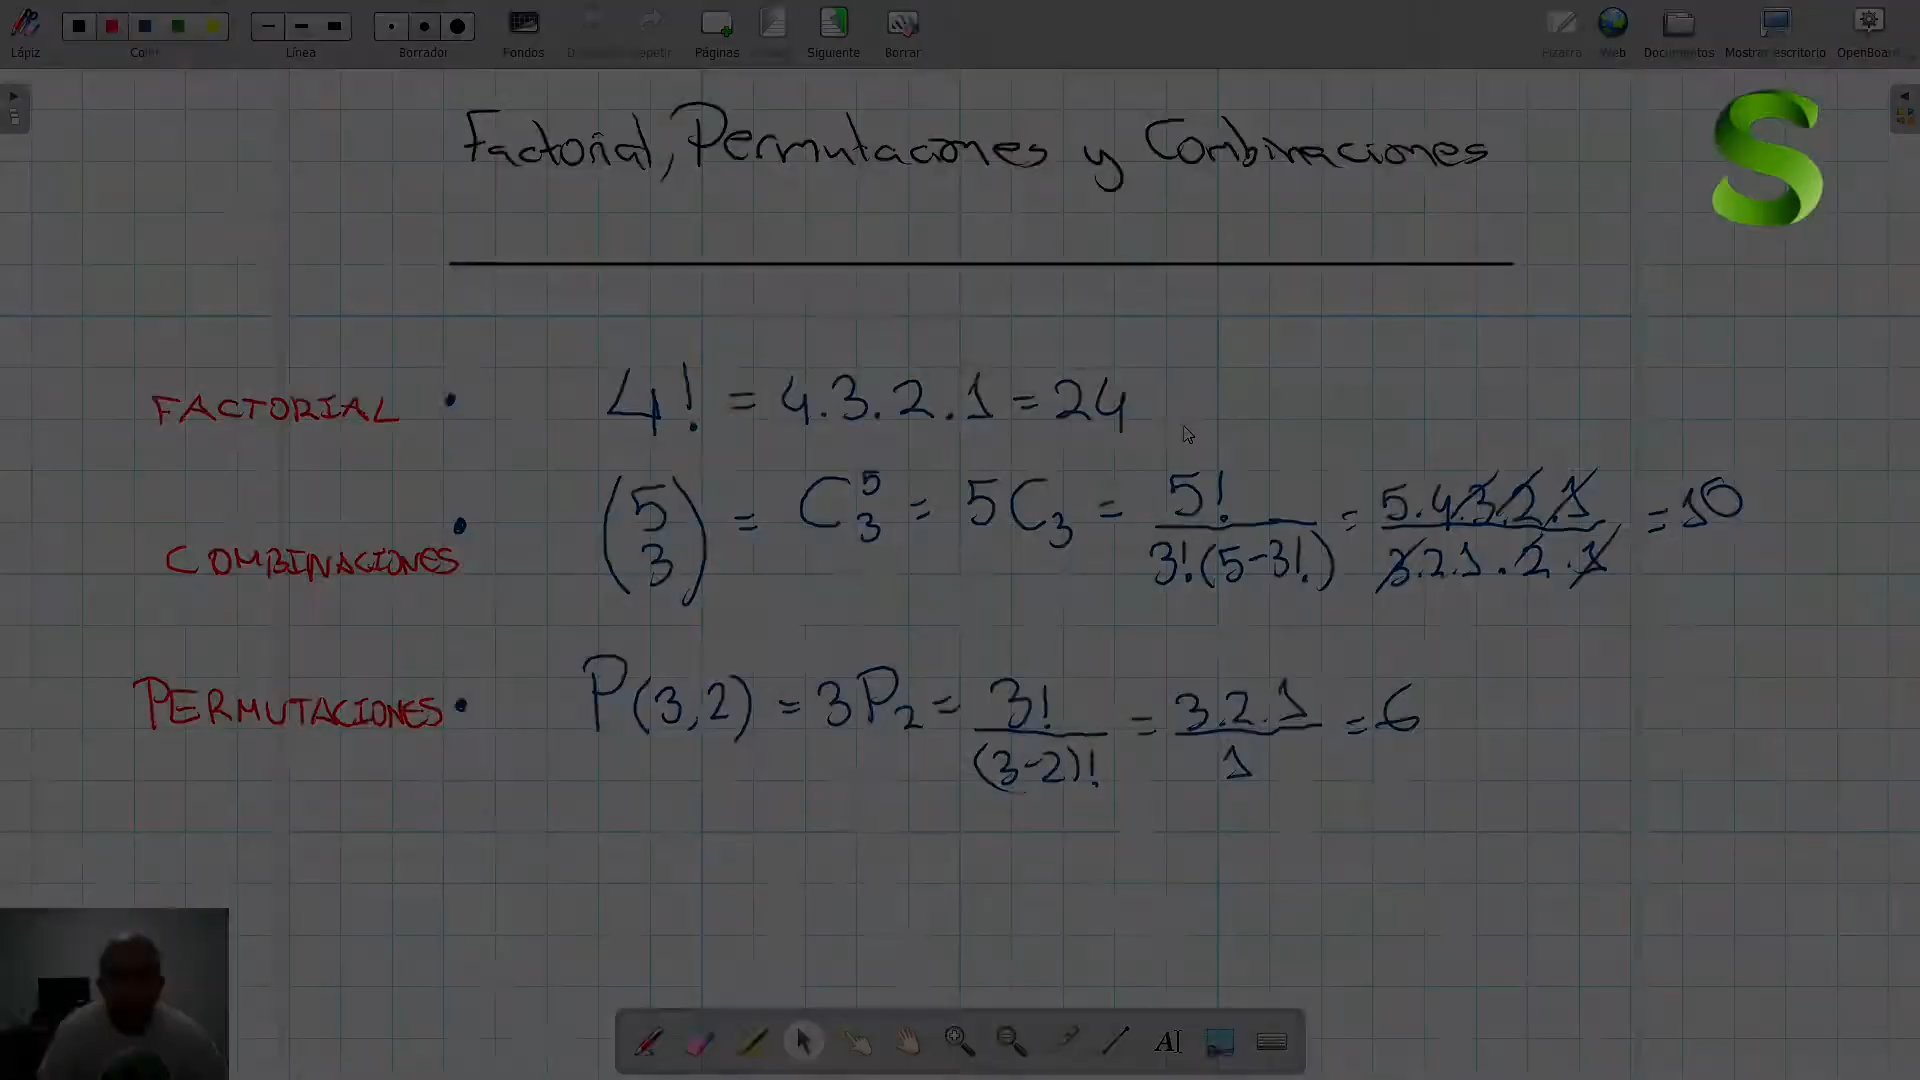 Lápiz Color Línea Borrador Fondos Páginas Siguiente Borrar Pizarra Web Documentos Mostrar escritorio OpenBoard
Factorial, Permutaciones y Combinaciones
FACTORIAL • 4! = 4.3.2.1 = 24
COMBINACIONES • (5 3) = C⁵₃ = 5C₃ = 5! / 3!(5-3!.) = 5.4.3.2.1 / 3.2.1.2.1 = 10
PERMUTACIONES • P(3,2) = 3P₂ = 3! / (3-2)! = 3.2.1 / 1 = 6